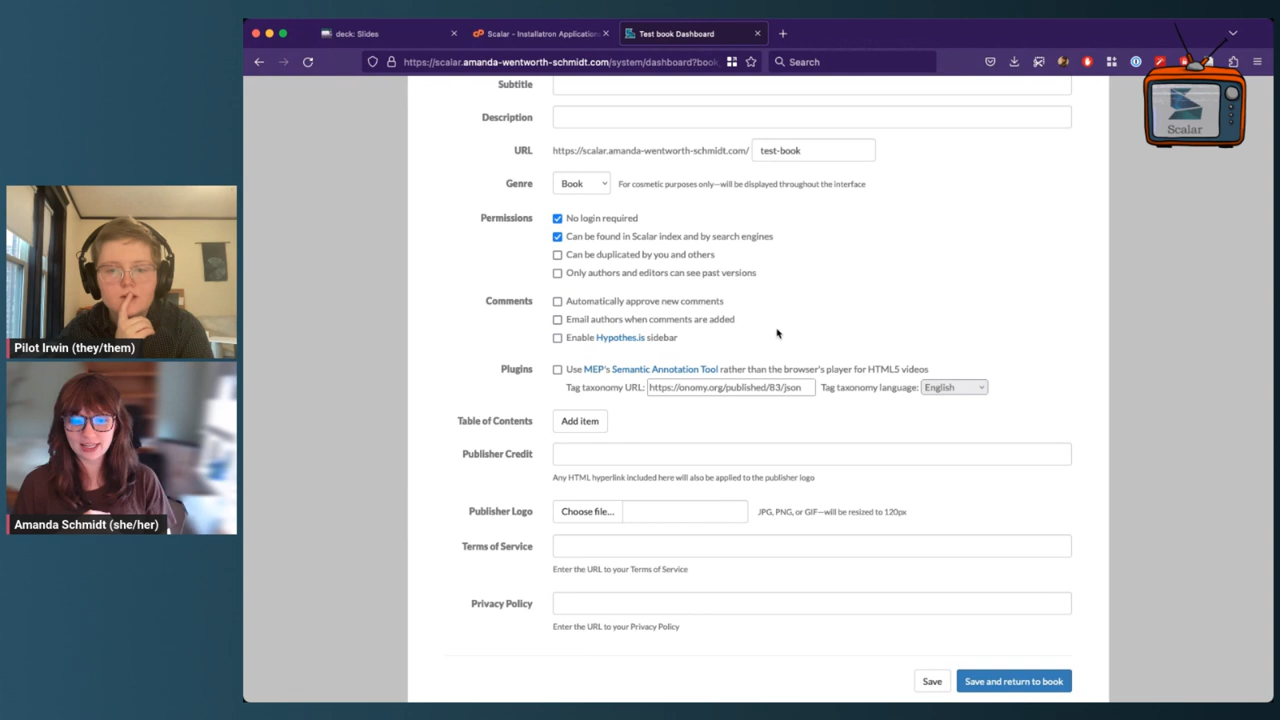 deck: Slides
Scalar - Installatron Application
Test book Dashboard
https://scalar.amanda-wentworth-schmidt.com/system/dashboard?book
Search
Scalar
Subtitle
Description
URL https://scalar.amanda-wentworth-schmidt.com/ test-book
Genre Book For cosmetic purposes only—will be displayed throughout the interface
Permissions No login required
Can be found in Scalar index and by search engines
Can be duplicated by you and others
Only authors and editors can see past versions
Comments Automatically approve new comments
Email authors when comments are added
Enable Hypothes.is sidebar
Plugins Use MEP's Semantic Annotation Tool rather than the browser's player for HTML5 videos
Tag taxonomy URL: https://onomy.org/published/83/json Tag taxonomy language: English
Table of Contents Add item
Publisher Credit
Any HTML hyperlink included here will also be applied to the publisher logo
Publisher Logo Choose file... JPG, PNG, or GIF—will be resized to 120px
Terms of Service
Enter the URL to your Terms of Service
Privacy Policy
Enter the URL to your Privacy Policy
Save Save and return to book
Pilot Irwin (they/them)
Amanda Schmidt (she/her)